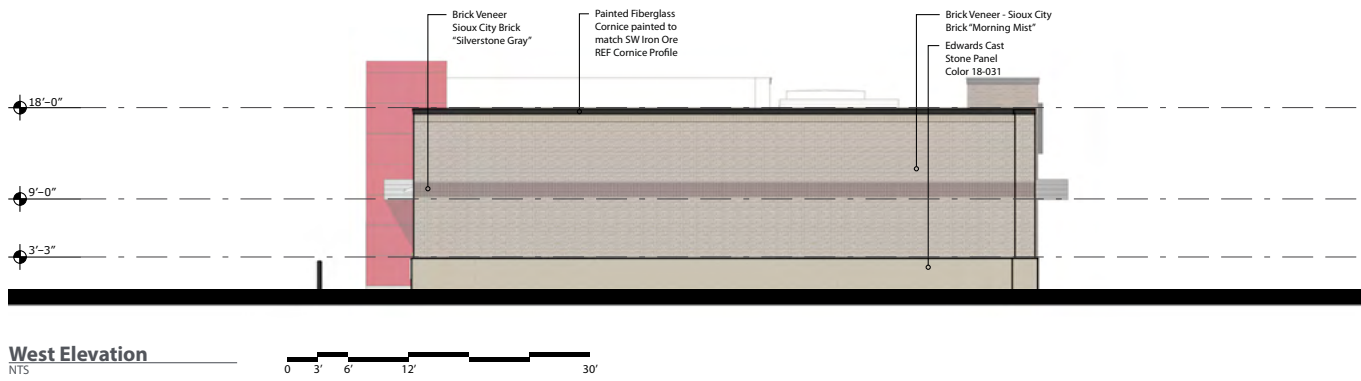 Brick Veneer
Sioux City Brick
“Silverstone Gray”
Painted Fiberglass
Cornice painted to
match SW Iron Ore
REF Cornice Profile
Brick Veneer - Sioux City
Brick “Morning Mist”
Edwards Cast
Stone Panel
Color 18-031
18’–0”
9’–0”
3’–3”
West Elevation
NTS
0 3’ 6’ 12’ 30’